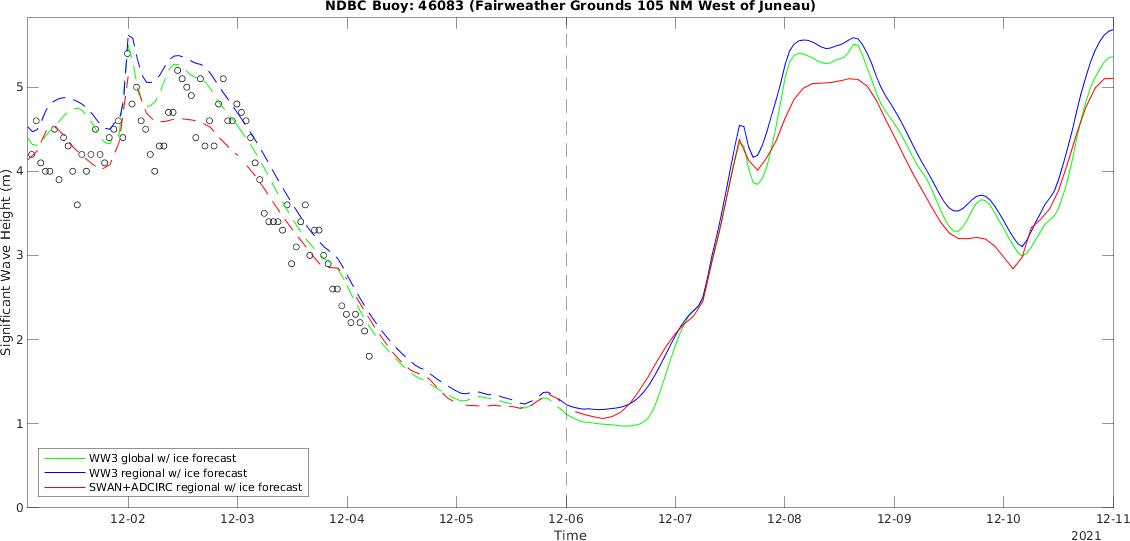 NDBC Buoy: 46083 (Fairweather Grounds 105 NM West of Juneau)
Significant Wave Height (m)
5
4
3
2
1
0
WW3 global w/ ice forecast
WW3 regional w/ ice forecast
SWAN+ADCIRC regional w/ ice forecast
12-02 12-03 12-04 12-05 12-06 12-07 12-08 12-09 12-10 12-11
Time
2021